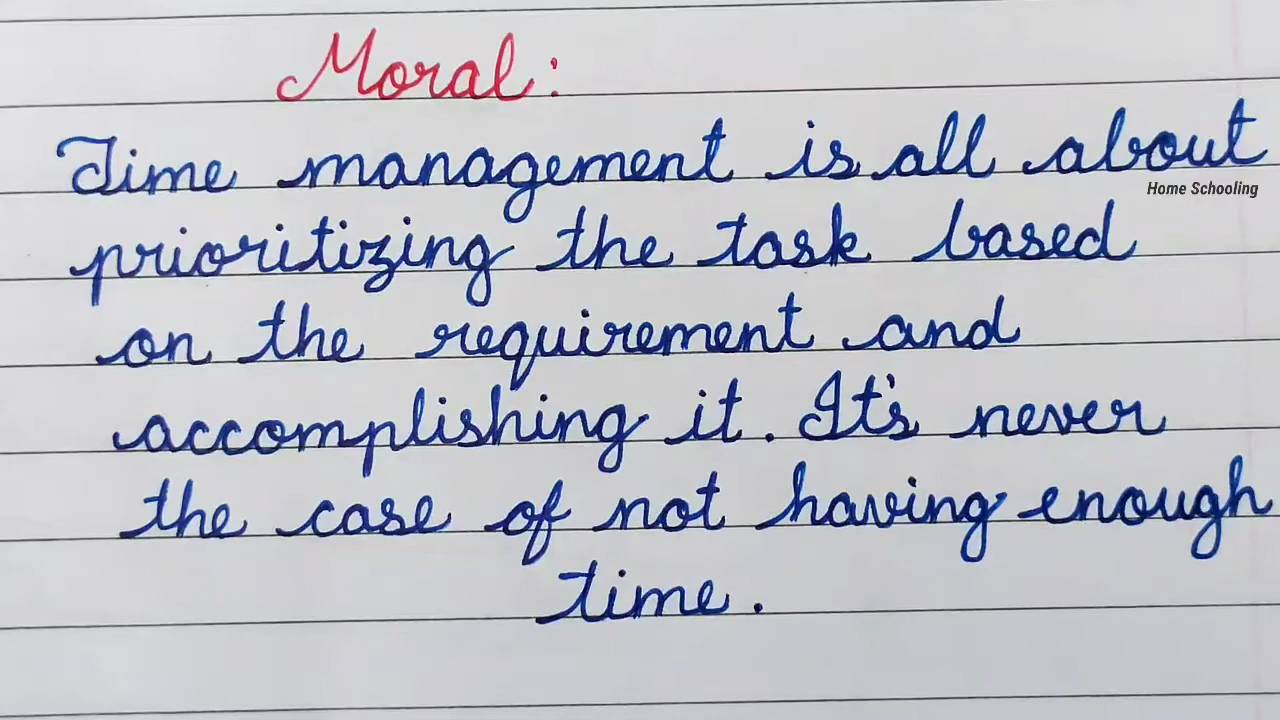 Moral:
Time management is all about
Home Schooling
prioritizing the task based
on the requirement and
accomplishing it. It's never
the case of not having enough
time.